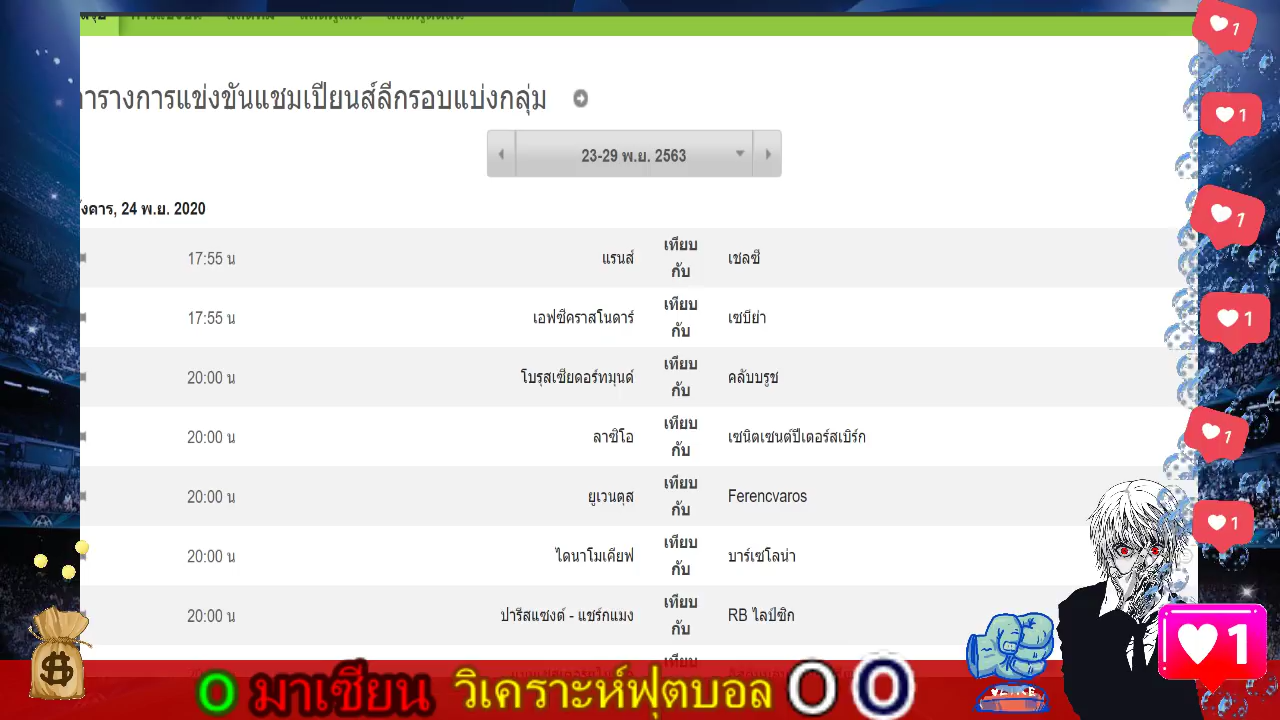 ารางการแข่งขันแชมเปียนส์ลีกรอบแบ่งกลุ่ม
23-29 พ.ย. 2563
ังคาร, 24 พ.ย. 2020
17:55 น แรนส์ เทียบกับ เชลซี
17:55 น เอฟซีคราสโนดาร์ เทียบกับ เซบีย่า
20:00 น โบรุสเซียดอร์ทมุนด์ เทียบกับ คลับบรูช
20:00 น ลาซิโอ เทียบกับ เซนิตเซนต์ปีเตอร์สเบิร์ก
20:00 น ยูเวนตุส เทียบกับ Ferencvaros
20:00 น ไดนาโมเคียฟ เทียบกับ บาร์เซโลน่า
20:00 น ปารีสแซงต์ - แชร์กแมง เทียบกับ RB ไลป์ซิก
มาเซียน วิเคราะห์ฟุตบอล
1
1
1
1
1
1
1
LIKE